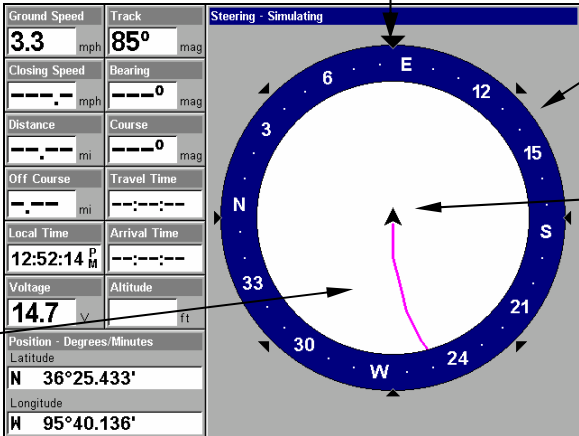 Ground Speed
3.3 mph
Track
85º mag
Steering - Simulating
Closing Speed
---.- mph
Bearing
---º mag
Distance
--.-- mi
Course
---º mag
Off Course
-.-- mi
Travel Time
--:--:--
Local Time
12:52:14 PM
Arrival Time
--:--:--
Voltage
14.7 V
Altitude
ft
Position - Degrees/Minutes
Latitude
N 36°25.433'
Longitude
W 95°40.136'
E
12
15
S
21
24
W
30
33
N
3
6